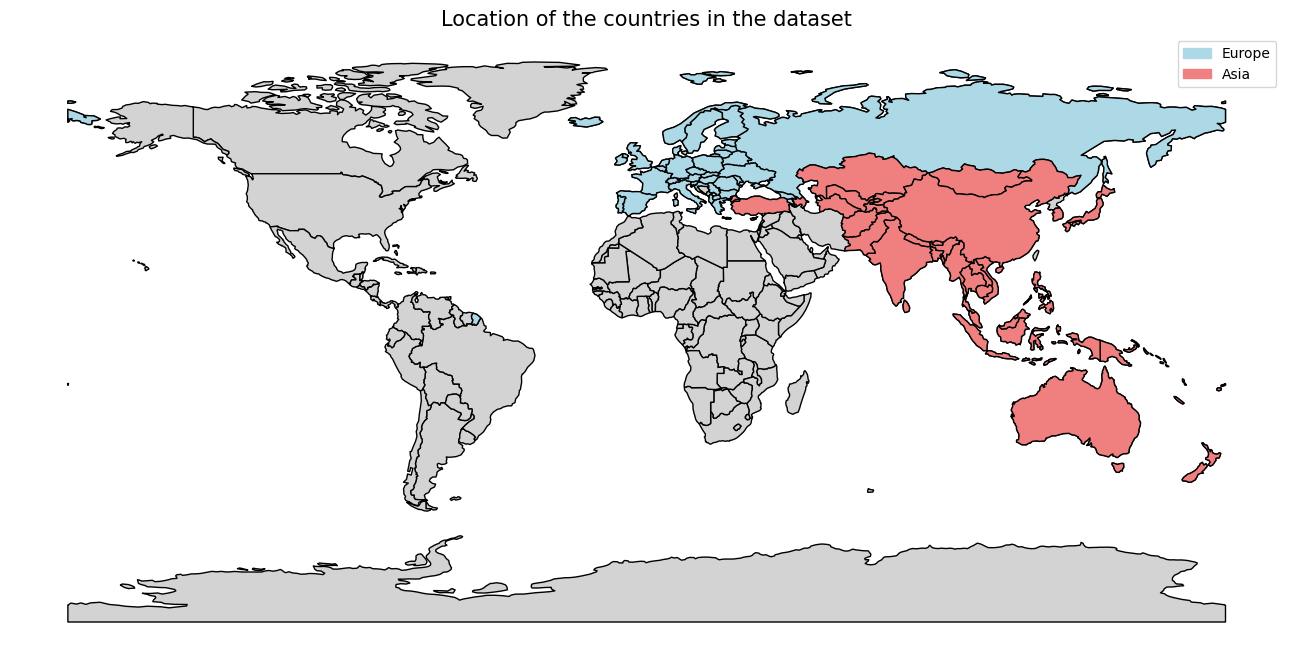 Location of the countries in the dataset
Europe
Asia